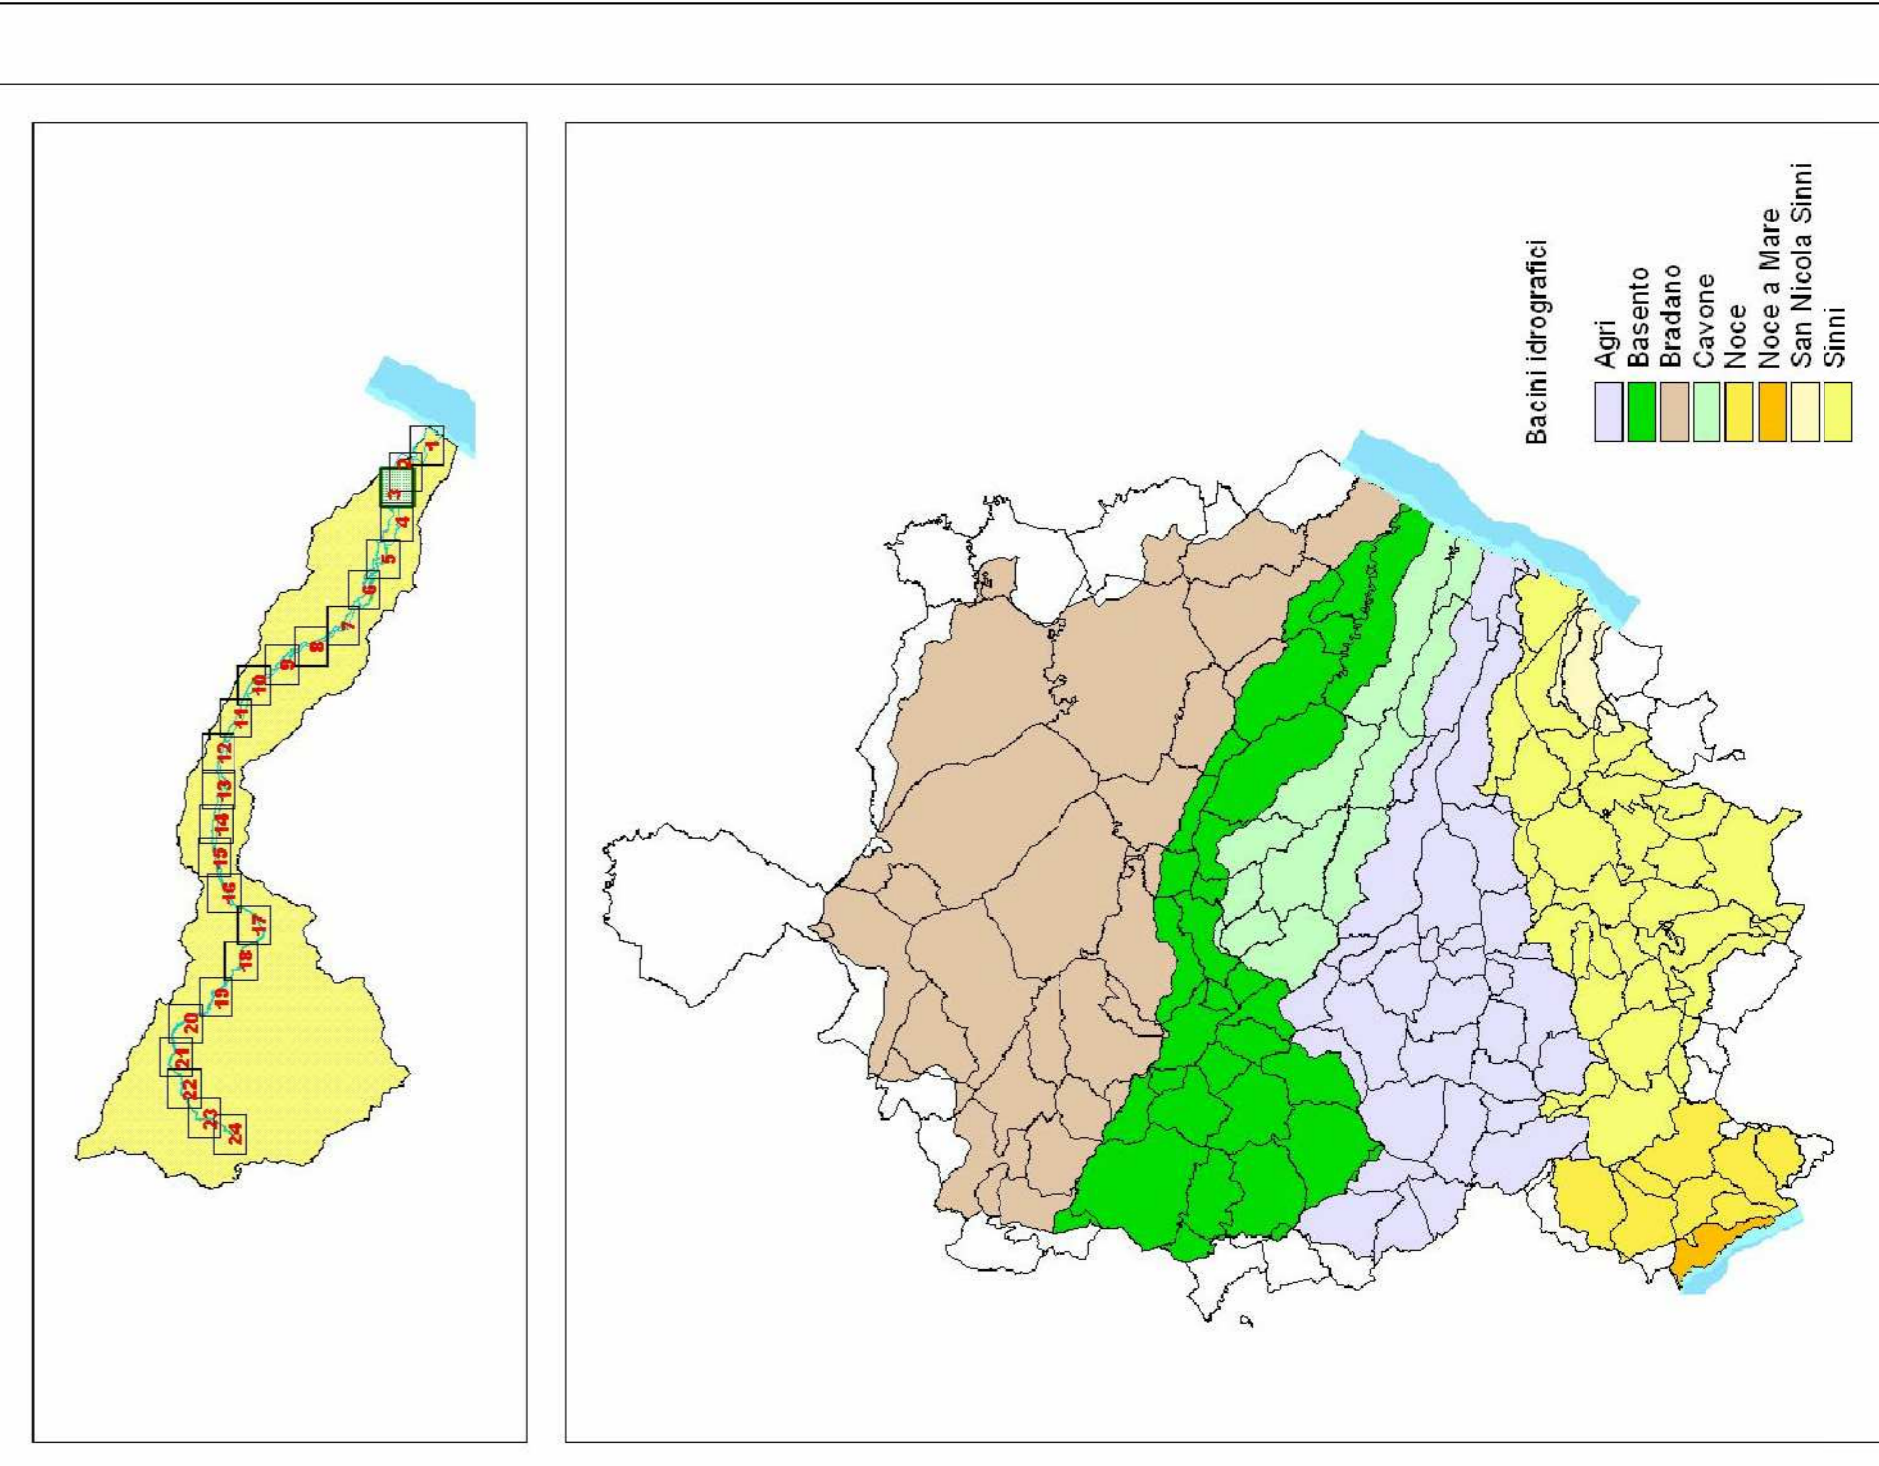 1
2
3
4
5
6
7
8
9
10
11
12
13
14
15
16
17
18
19
20
21
22
23
24
Bacini idrografici
Agri
Basento
Bradano
Cavone
Noce
Noce a Mare
San Nicola Sinni
Sinni